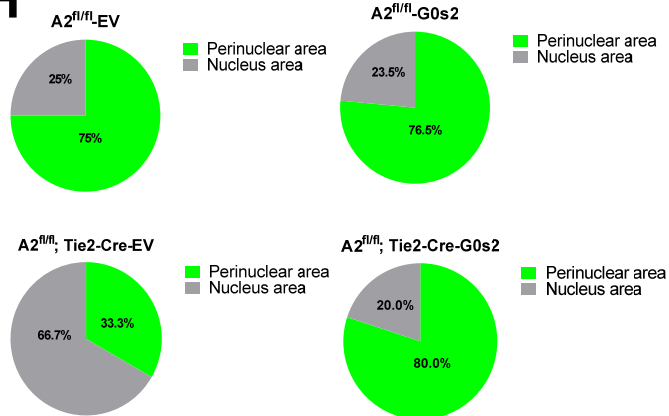 A2fl/fl-EV
Perinuclear area
Nucleus area
25%
75%
A2fl/fl-G0s2
Perinuclear area
Nucleus area
23.5%
76.5%
A2fl/fl; Tie2-Cre-EV
Perinuclear area
Nucleus area
66.7%
33.3%
A2fl/fl; Tie2-Cre-G0s2
Perinuclear area
Nucleus area
20.0%
80.0%